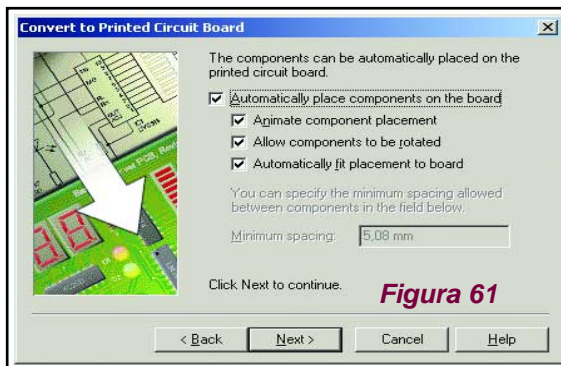 Convert to Printed Circuit Board
The components can be automatically placed on the
printed circuit board.
Automatically place components on the board
Animate component placement
Allow components to be rotated
Automatically fit placement to board
You can specify the minimum spacing allowed
between components in the field below.
Minimum spacing: 5,08 mm
Click Next to continue.
Figura 61
< Back
Next >
Cancel
Help